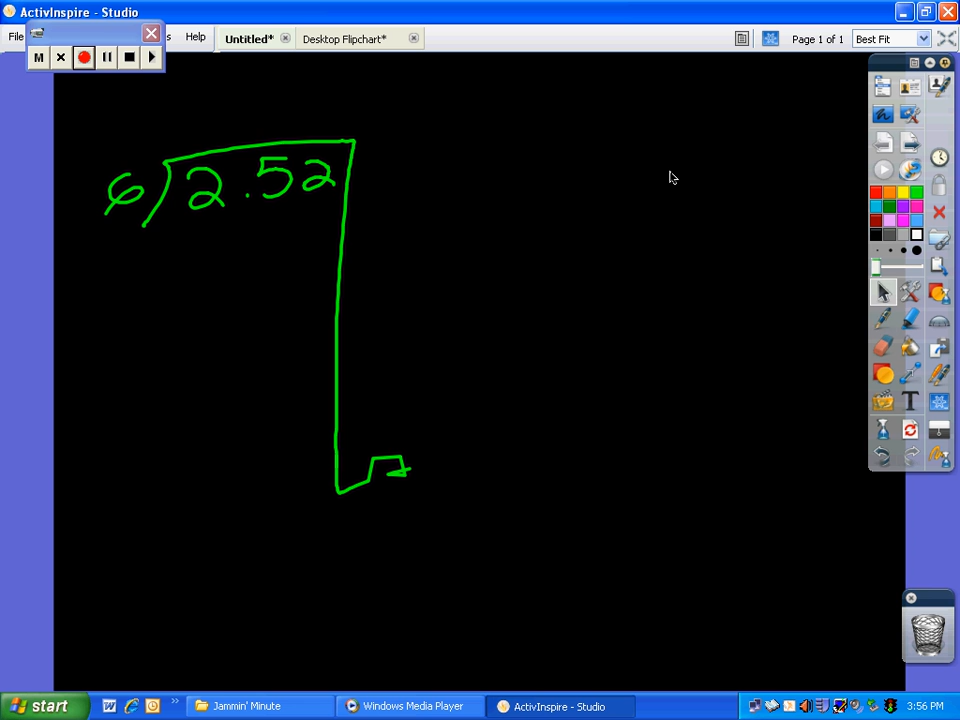 ActivInspire - Studio
File
s Help Untitled* Desktop Flipchart* Page 1 of 1 Best Fit
M
6 2.52
T
start Jammin' Minute Windows Media Player ActivInspire - Studio 3:56 PM